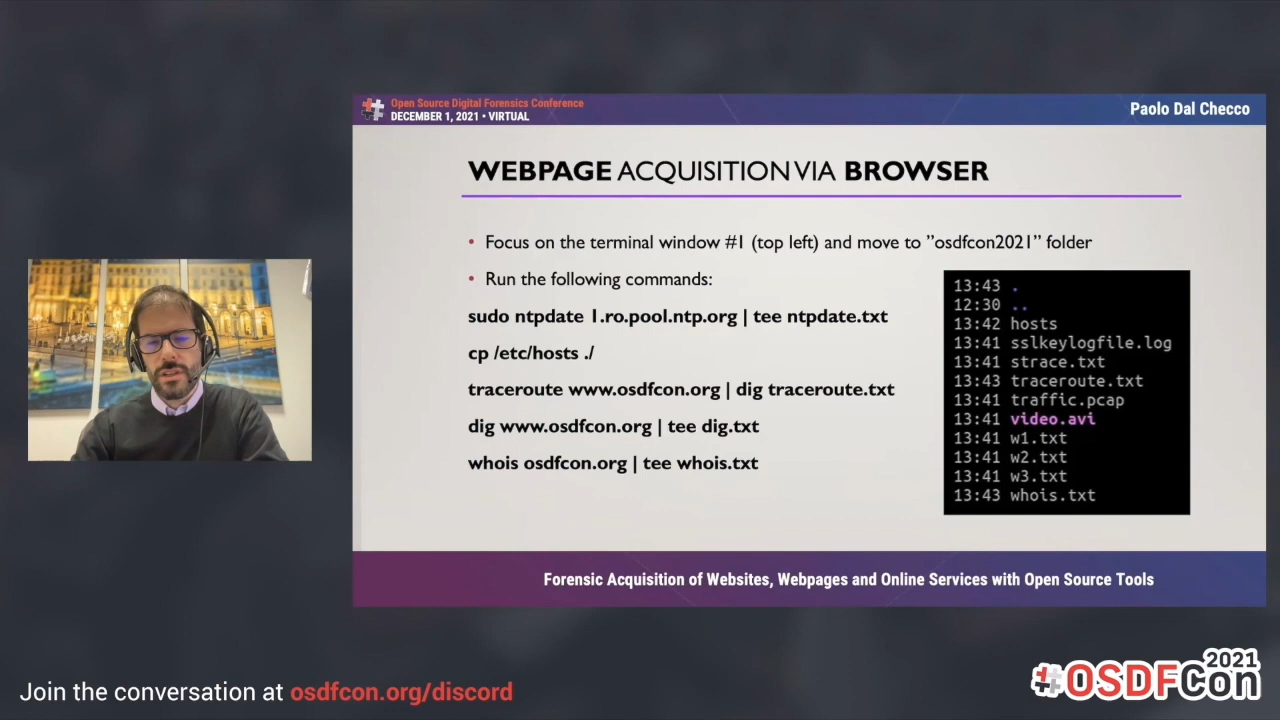 Open Source Digital Forensics Conference
DECEMBER 1, 2021 • VIRTUAL
Paolo Dal Checco
WEBPAGE ACQUISITION VIA BROWSER
• Focus on the terminal window #1 (top left) and move to ”osdfcon2021” folder
• Run the following commands:
sudo ntpdate 1.ro.pool.ntp.org | tee ntpdate.txt
cp /etc/hosts ./
traceroute www.osdfcon.org | dig traceroute.txt
dig www.osdfcon.org | tee dig.txt
whois osdfcon.org | tee whois.txt
13:43 .
12:30 ..
13:42 hosts
13:41 sslkeylogfile.log
13:41 strace.txt
13:43 traceroute.txt
13:41 traffic.pcap
13:41 video.avi
13:41 w1.txt
13:41 w2.txt
13:41 w3.txt
13:43 whois.txt
Forensic Acquisition of Websites, Webpages and Online Services with Open Source Tools
Join the conversation at osdfcon.org/discord
2021
OSDFCon